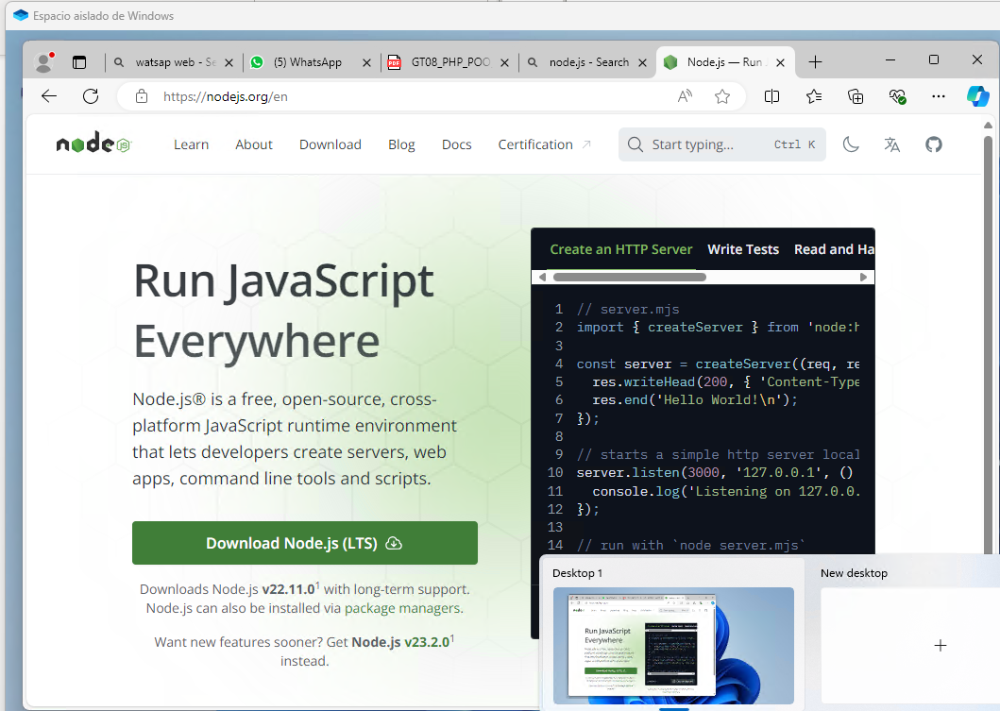 Espacio aislado de Windows
watsap web - Se
(5) WhatsApp
GT08_PHP_POO_
node.js - Search
Node.js — Run J
https://nodejs.org/en
node
JS
Learn
About
Download
Blog
Docs
Certification
Start typing...
Ctrl K
Run JavaScript
Everywhere
Node.js® is a free, open-source, cross-
platform JavaScript runtime environment
that lets developers create servers, web
apps, command line tools and scripts.
Download Node.js (LTS)
Downloads Node.js v22.11.0¹ with long-term support.
Node.js can also be installed via package managers.
Want new features sooner? Get Node.js v23.2.0¹
instead.
Create an HTTP Server
Write Tests
Read and Ha
1 // server.mjs
2 import { createServer } from 'node:h
3
4 const server = createServer((req, re
5 res.writeHead(200, { 'Content-Type
6 res.end('Hello World!\n');
7 });
8
9 // starts a simple http server local
10 server.listen(3000, '127.0.0.1', ()
11 console.log('Listening on 127.0.0.
12 });
13
14 // run with `node server.mjs`
Desktop 1
New desktop
Run JavaScript
Everywhere